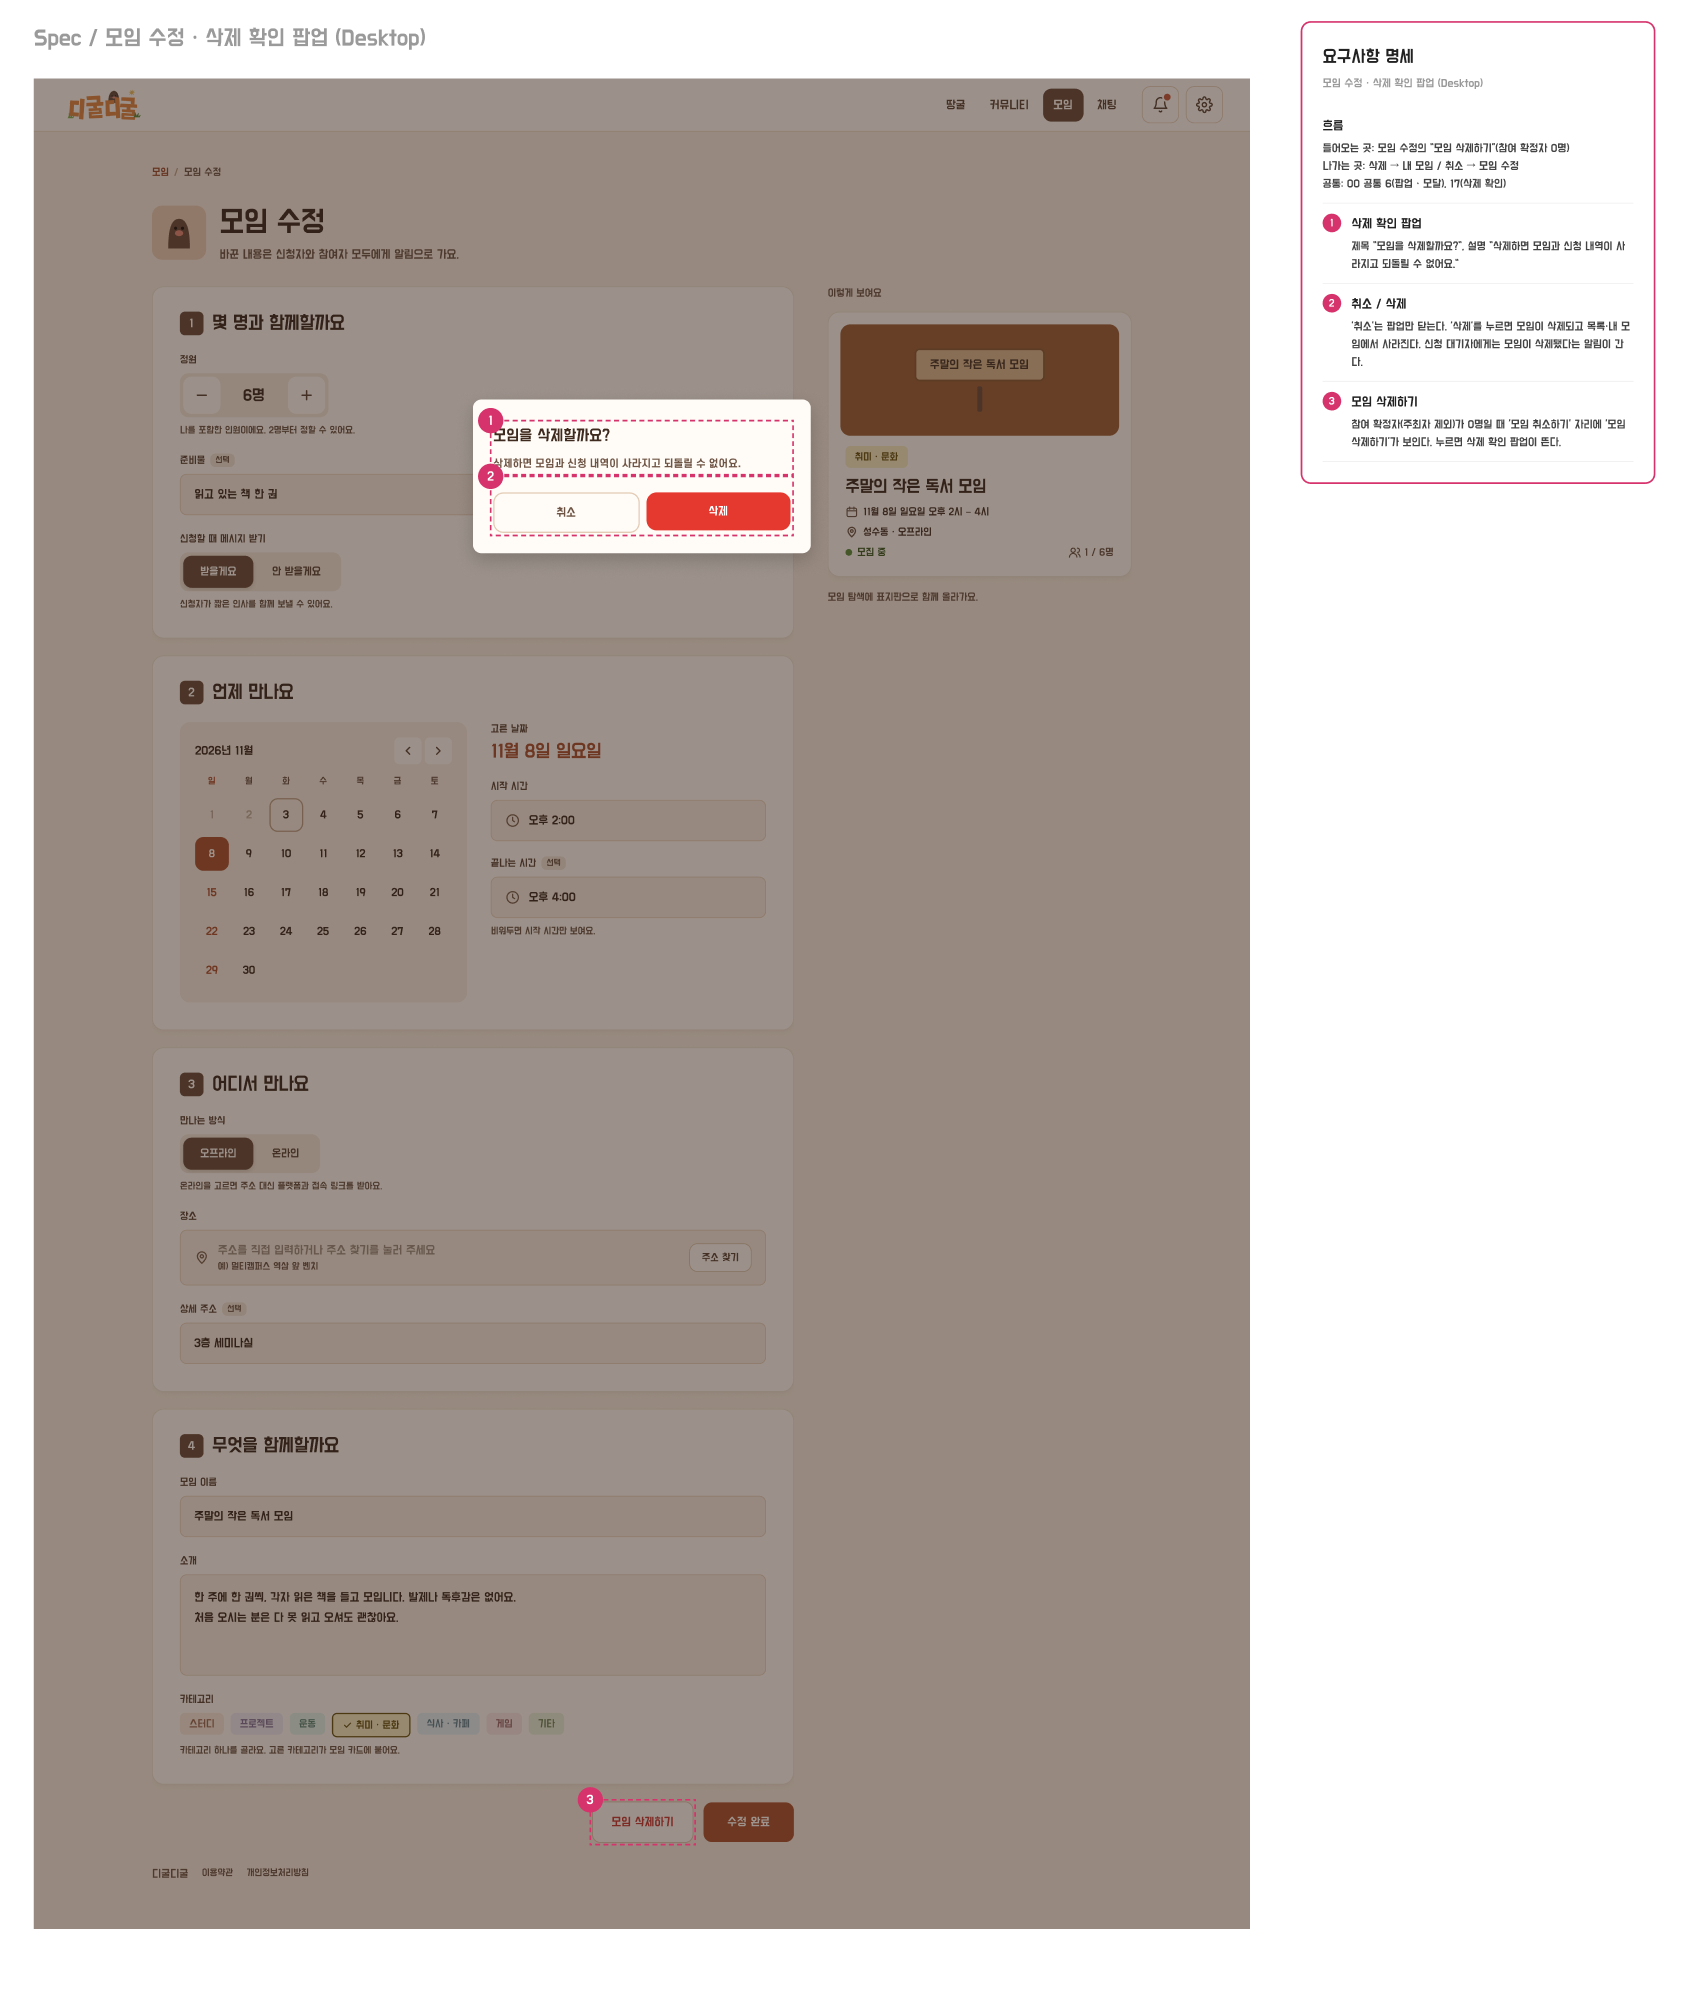 Spec / 모임 수정 · 삭제 확인 팝업 (Desktop)
디굴디굴
땅굴
커뮤니티
모임
채팅
모임 / 모임 수정
모임 수정
바꾼 내용은 신청자와 참여자 모두에게 알림으로 가요.
1 몇 명과 함께할까요
정원
6명
나를 포함한 인원이에요. 2명부터 정할 수 있어요.
준비물 선택
읽고 있는 책 한 권
신청할 때 메시지 받기
받을게요
안 받을게요
신청자가 짧은 인사를 함께 보낼 수 있어요.
1
모임을 삭제할까요?
삭제하면 모임과 신청 내역이 사라지고 되돌릴 수 없어요.
2
취소
삭제
이렇게 보여요
주말의 작은 독서 모임
취미 · 문화
주말의 작은 독서 모임
11월 8일 일요일 오후 2시 – 4시
성수동 · 오프라인
모집 중
1 / 6명
모임 탐색에 표지판으로 함께 올라가요.
2 언제 만나요
2026년 11월
일 월 화 수 목 금 토
1 2 3 4 5 6 7
8 9 10 11 12 13 14
15 16 17 18 19 20 21
22 23 24 25 26 27 28
29 30
고른 날짜
11월 8일 일요일
시작 시간
오후 2:00
끝나는 시간 선택
오후 4:00
비워두면 시작 시간만 보여요.
3 어디서 만나요
만나는 방식
오프라인
온라인
온라인을 고르면 주소 대신 플랫폼과 접속 링크를 받아요.
장소
주소를 직접 입력하거나 주소 찾기를 눌러 주세요
예) 멀티캠퍼스 역삼 앞 벤치
주소 찾기
상세 주소 선택
3층 세미나실
4 무엇을 함께할까요
모임 이름
주말의 작은 독서 모임
소개
한 주에 한 권씩, 각자 읽은 책을 들고 모입니다. 발제나 독후감은 없어요.
처음 오시는 분은 다 못 읽고 오셔도 괜찮아요.
카테고리
스터디
프로젝트
운동
취미 · 문화
식사 · 카페
게임
기타
카테고리 하나를 골라요. 고른 카테고리가 모임 카드에 붙어요.
3
모임 삭제하기
수정 완료
디굴디굴
이용약관
개인정보처리방침
요구사항 명세
모임 수정 · 삭제 확인 팝업 (Desktop)
흐름
들어오는 곳: 모임 수정의 "모임 삭제하기"(참여 확정자 0명)
나가는 곳: 삭제 → 내 모임 / 취소 → 모임 수정
공통: 00 공통 6(팝업 · 모달), 17(삭제 확인)
1 삭제 확인 팝업
제목 "모임을 삭제할까요?", 설명 "삭제하면 모임과 신청 내역이 사
라지고 되돌릴 수 없어요."
2 취소 / 삭제
'취소'는 팝업만 닫는다. '삭제'를 누르면 모임이 삭제되고 목록·내 모
임에서 사라진다. 신청 대기자에게는 모임이 삭제됐다는 알림이 간
다.
3 모임 삭제하기
참여 확정자(주최자 제외)가 0명일 때 '모임 취소하기' 자리에 '모임
삭제하기'가 보인다. 누르면 삭제 확인 팝업이 뜬다.